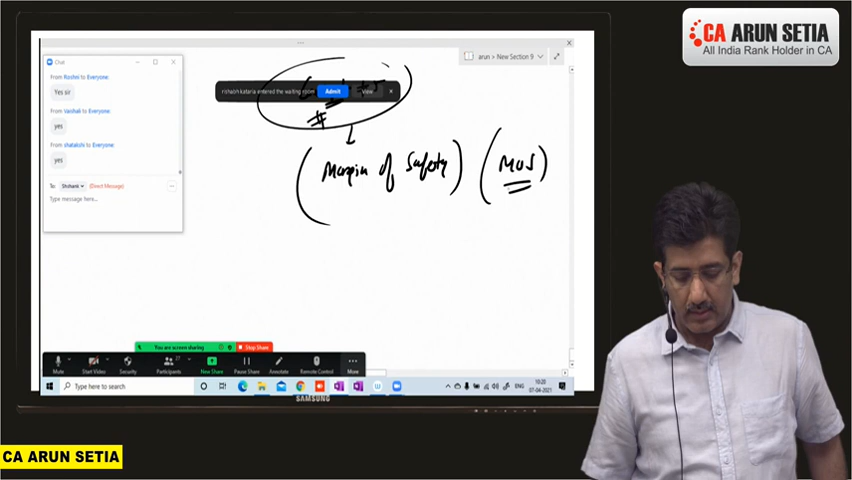 CA ARUN SETIA
All India Rank Holder in CA
arun > New Section 9
Chat
From Roshni to Everyone:
Yes sir
From Vaishali to Everyone:
yes
From shatakshi to Everyone:
yes
To: Shshank (Direct Message)
Type message here...
rishabh kataria entered the waiting room Admit View
Margin of Safety (MOS)
You are screen sharing Stop Share
Mute Start Video Security Participants 27 New Share Pause Share Annotate Remote Control More
Type here to search
ENG 10:20
07-04-2021
SAMSUNG
CA ARUN SETIA